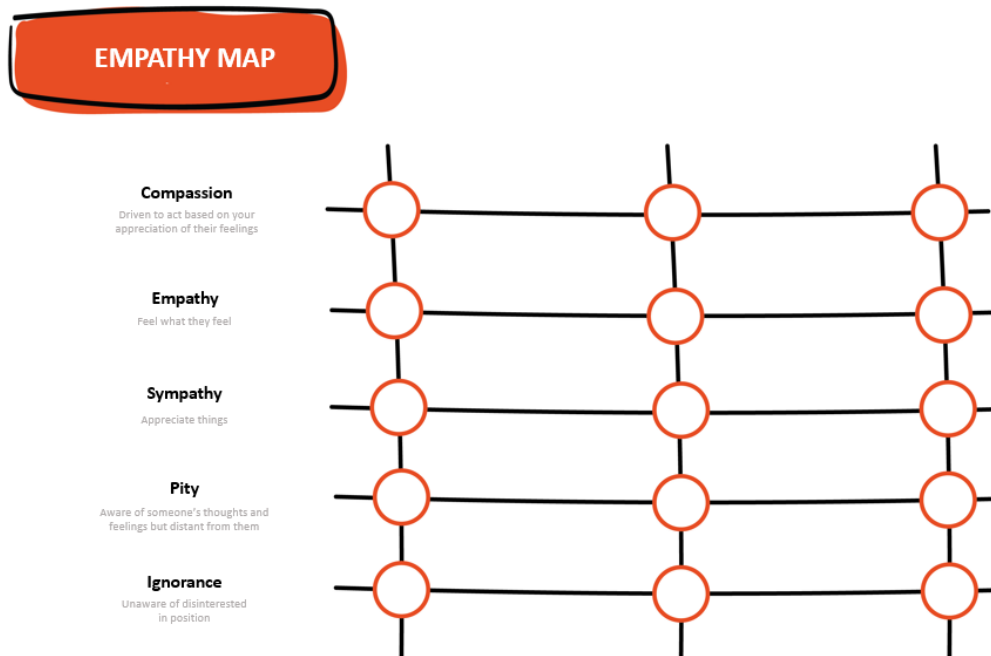 EMPATHY MAP
Compassion
Driven to act based on your
appreciation of their feelings
Empathy
Feel what they feel
Sympathy
Appreciate things
Pity
Aware of someone's thoughts and
feelings but distant from them
Ignorance
Unaware of disinterested
in position